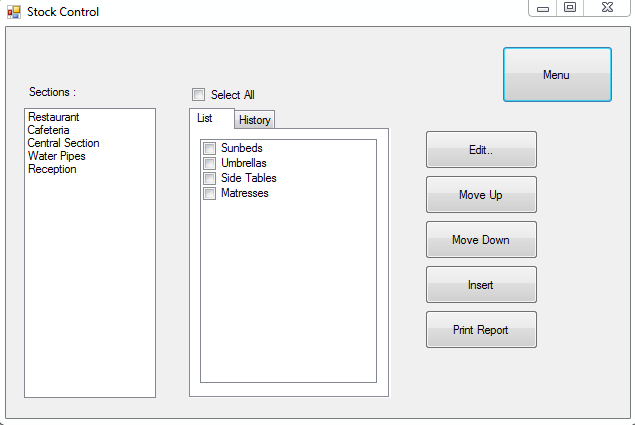 Stock Control
Menu
Sections :
Select All
Restaurant
Cafeteria
Central Section
Water Pipes
Reception
List
History
Sunbeds
Umbrellas
Side Tables
Matresses
Edit..
Move Up
Move Down
Insert
Print Report